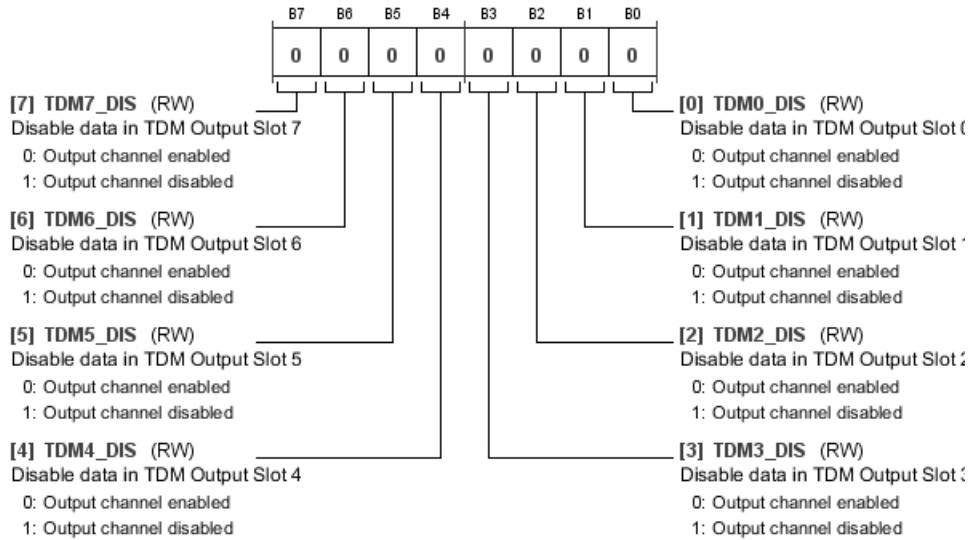 B7 B6 B5 B4 B3 B2 B1 B0
0 0 0 0 0 0 0 0
[7] TDM7_DIS (RW)
Disable data in TDM Output Slot 7
0: Output channel enabled
1: Output channel disabled
[6] TDM6_DIS (RW)
Disable data in TDM Output Slot 6
0: Output channel enabled
1: Output channel disabled
[5] TDM5_DIS (RW)
Disable data in TDM Output Slot 5
0: Output channel enabled
1: Output channel disabled
[4] TDM4_DIS (RW)
Disable data in TDM Output Slot 4
0: Output channel enabled
1: Output channel disabled
[0] TDM0_DIS (RW)
Disable data in TDM Output Slot 0
0: Output channel enabled
1: Output channel disabled
[1] TDM1_DIS (RW)
Disable data in TDM Output Slot 1
0: Output channel enabled
1: Output channel disabled
[2] TDM2_DIS (RW)
Disable data in TDM Output Slot 2
0: Output channel enabled
1: Output channel disabled
[3] TDM3_DIS (RW)
Disable data in TDM Output Slot 3
0: Output channel enabled
1: Output channel disabled